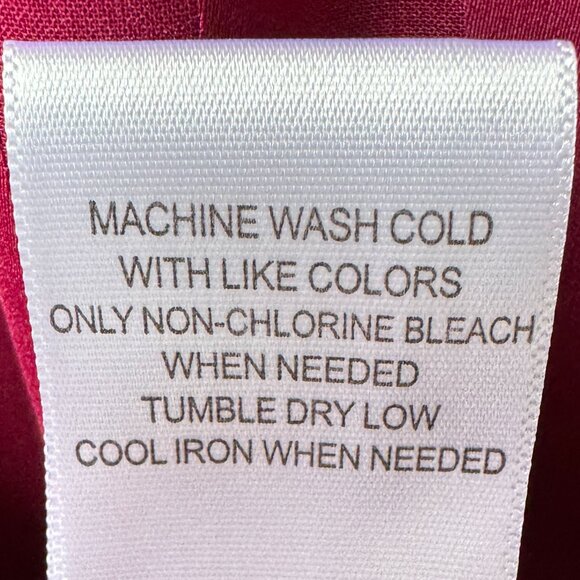 MACHINE WASH COLD
WITH LIKE COLORS
ONLY NON-CHLORINE BLEACH
WHEN NEEDED
TUMBLE DRY LOW
COOL IRON WHEN NEEDED